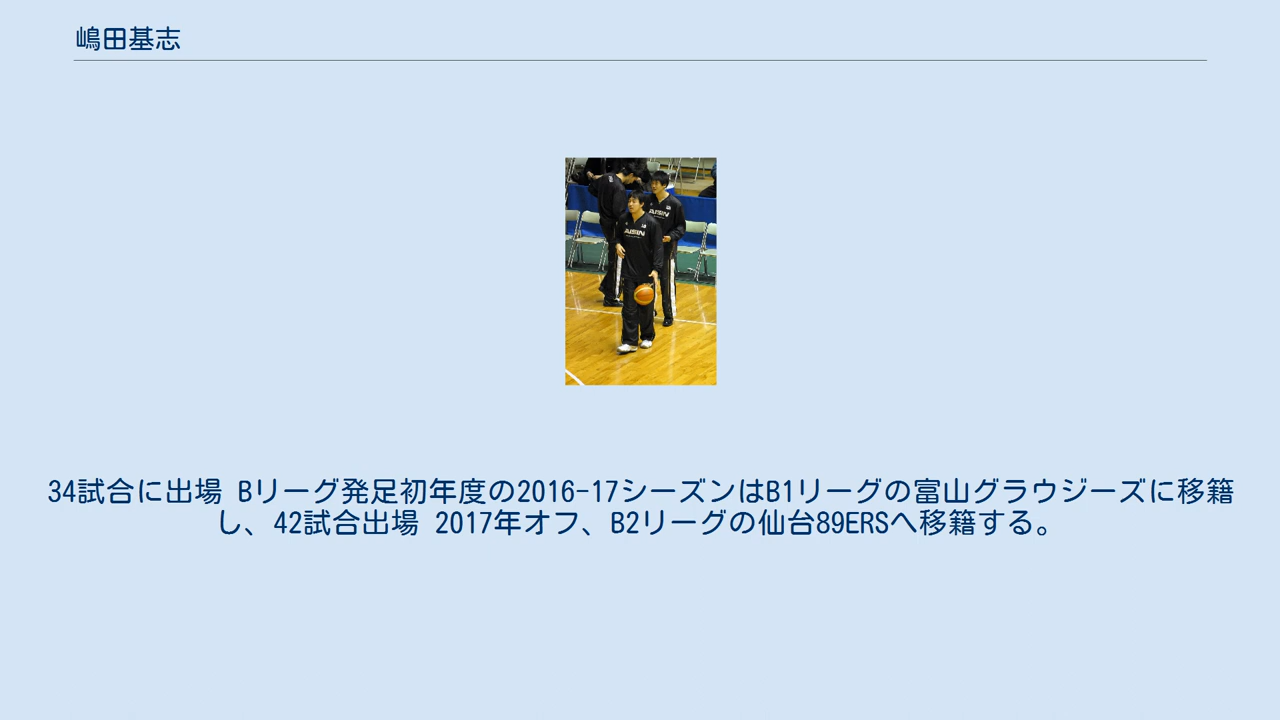 嶋田基志
AISIN
AISIN
34試合に出場 Bリーグ発足初年度の2016-17シーズンはB1リーグの富山グラウジーズに移籍
し、42試合出場 2017年オフ、B2リーグの仙台89ERSへ移籍する。